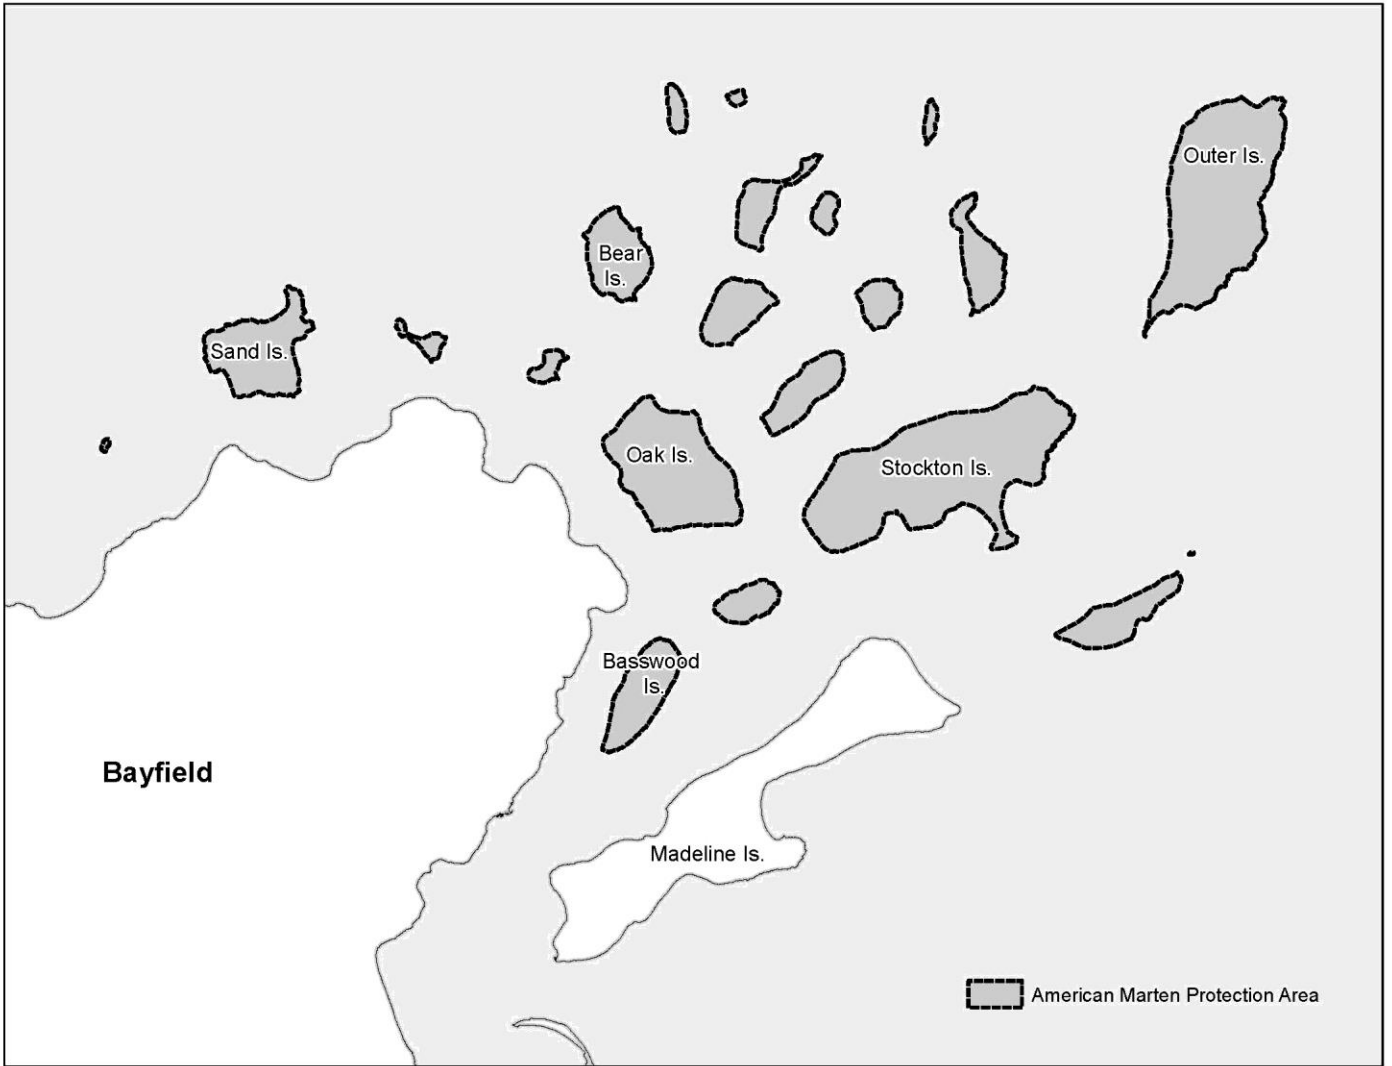 Outer Is.
Bear
Is.
Sand Is.
Oak Is.
Stockton Is.
Basswood
Is.
Bayfield
Madeline Is.
American Marten Protection Area